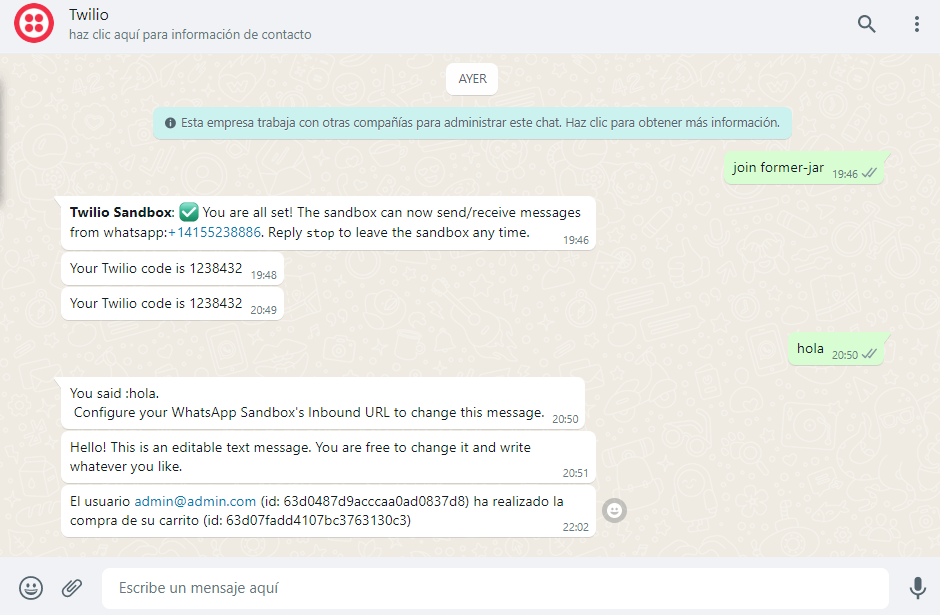 Twilio
haz clic aquí para información de contacto
AYER
Esta empresa trabaja con otras compañías para administrar este chat. Haz clic para obtener más información.
join former-jar 19:46
Twilio Sandbox: ✅ You are all set! The sandbox can now send/receive messages
from whatsapp:+14155238886. Reply stop to leave the sandbox any time. 19:46
Your Twilio code is 1238432 19:48
Your Twilio code is 1238432 20:49
hola 20:50
You said :hola.
Configure your WhatsApp Sandbox's Inbound URL to change this message. 20:50
Hello! This is an editable text message. You are free to change it and write
whatever you like. 20:51
El usuario admin@admin.com (id: 63d0487d9acccaa0ad0837d8) ha realizado la
compra de su carrito (id: 63d07fadd4107bc3763130c3) 22:02
Escribe un mensaje aquí